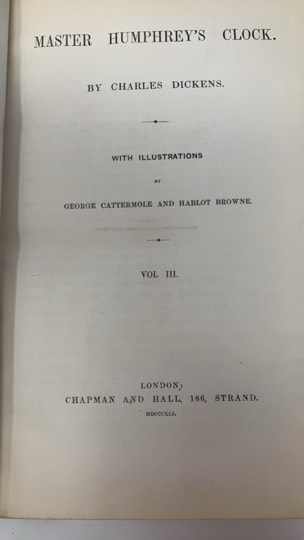 MASTER HUMPHREY'S CLOCK.
BY CHARLES DICKENS.
WITH ILLUSTRATIONS
BY
GEORGE CATTERMOLE AND HABLOT BROWNE.
VOL III.
LONDON:
CHAPMAN AND HALL, 186, STRAND.
MDCCCXLI.